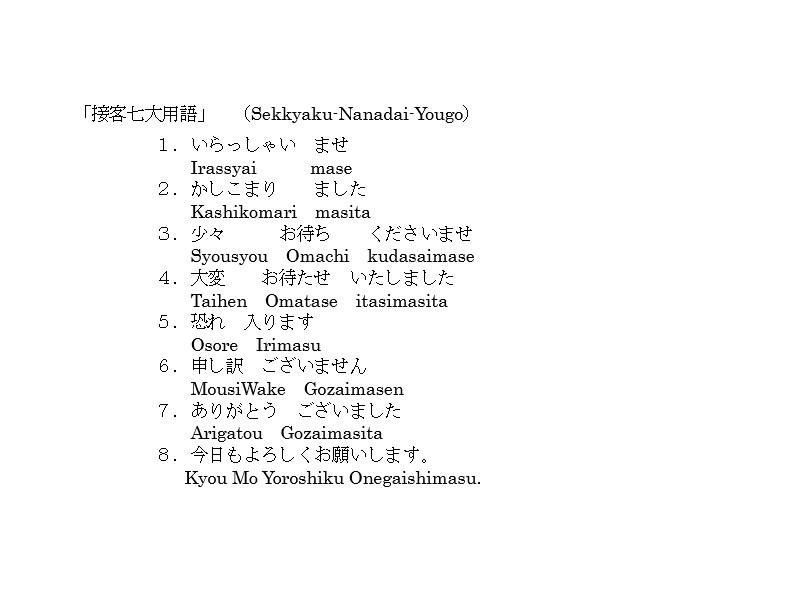 「接客七大用語」　（Sekkyaku-Nanadai-Yougo）
１．いらっしゃい　ませ
Irassyai　　　mase
２．かしこまり　　ました
Kashikomari　masita
３．少々　　　お待ち　　くださいませ
Syousyou　Omachi　kudasaimase
４．大変　　お待たせ　いたしました
Taihen　Omatase　itasimasita
５．恐れ　入ります
Osore　Irimasu
６．申し訳　ございません
MousiWake　Gozaimasen
７．ありがとう　ございました
Arigatou　Gozaimasita
８．今日もよろしくお願いします。
Kyou Mo Yoroshiku Onegaishimasu.